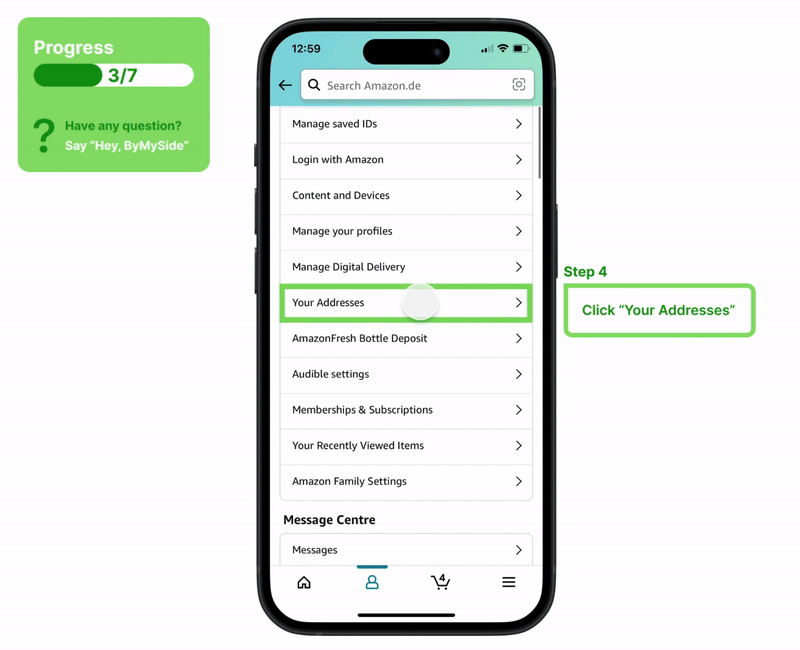 Progress
3/7
Have any question?
Say “Hey, ByMySide”
12:59
Search Amazon.de
Manage saved IDs
Login with Amazon
Content and Devices
Manage your profiles
Manage Digital Delivery
Your Addresses
AmazonFresh Bottle Deposit
Audible settings
Memberships & Subscriptions
Your Recently Viewed Items
Amazon Family Settings
Message Centre
Messages
4
Step 4
Click “Your Addresses”